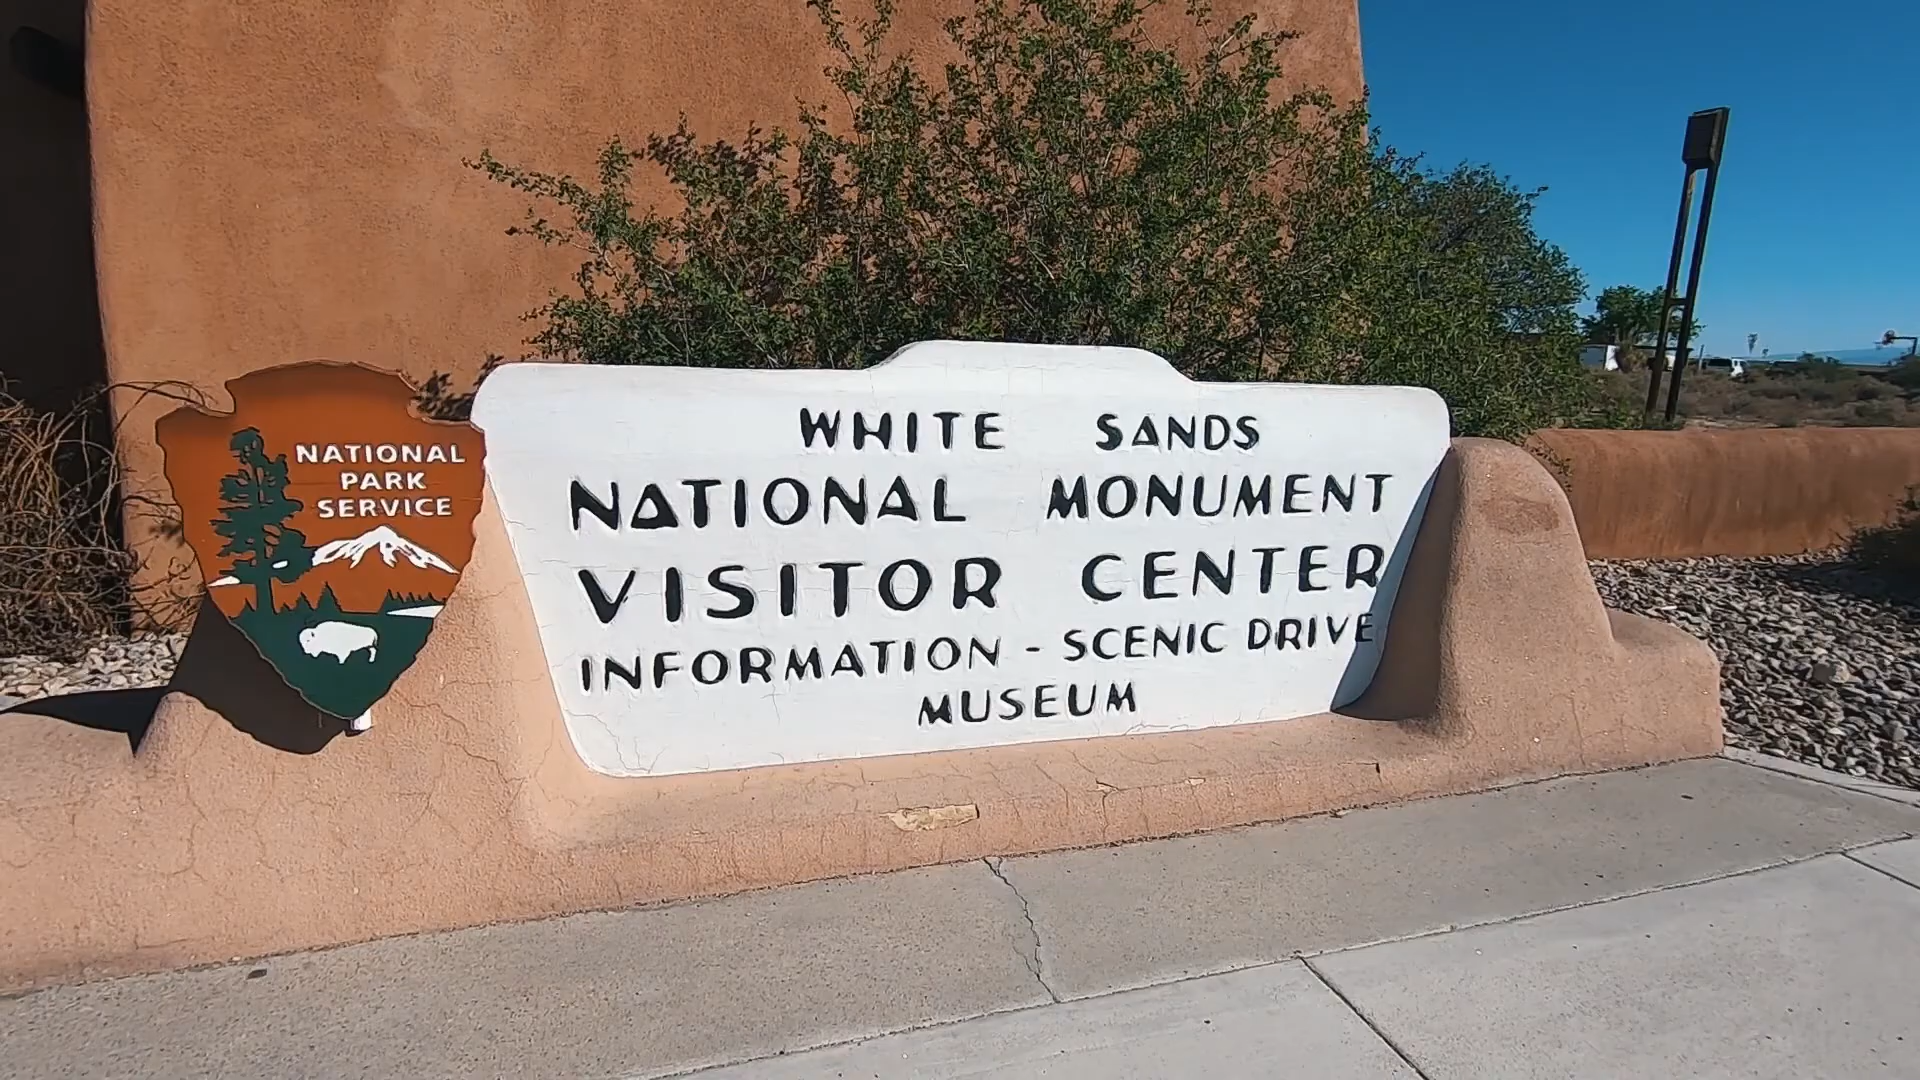 NATIONAL
PARK
SERVICE
WHITE SANDS
NATIONAL MONUMENT
VISITOR CENTER
INFORMATION - SCENIC DRIVE
MUSEUM